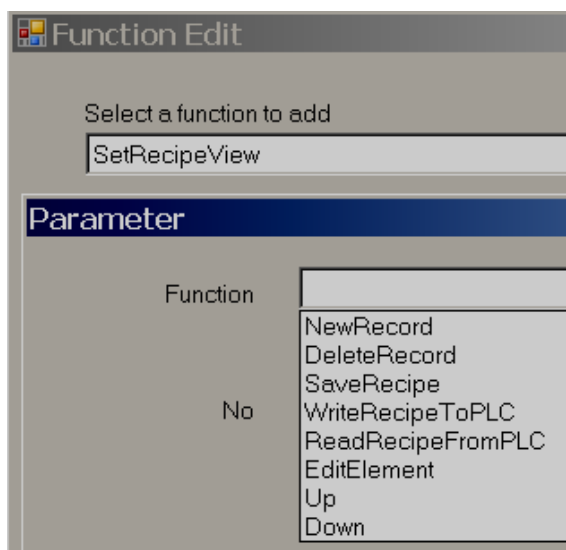 Function Edit
Select a function to add
SetRecipeView
Parameter
Function
NewRecord
DeleteRecord
SaveRecipe
No
WriteRecipeToPLC
ReadRecipeFromPLC
EditElement
Up
Down